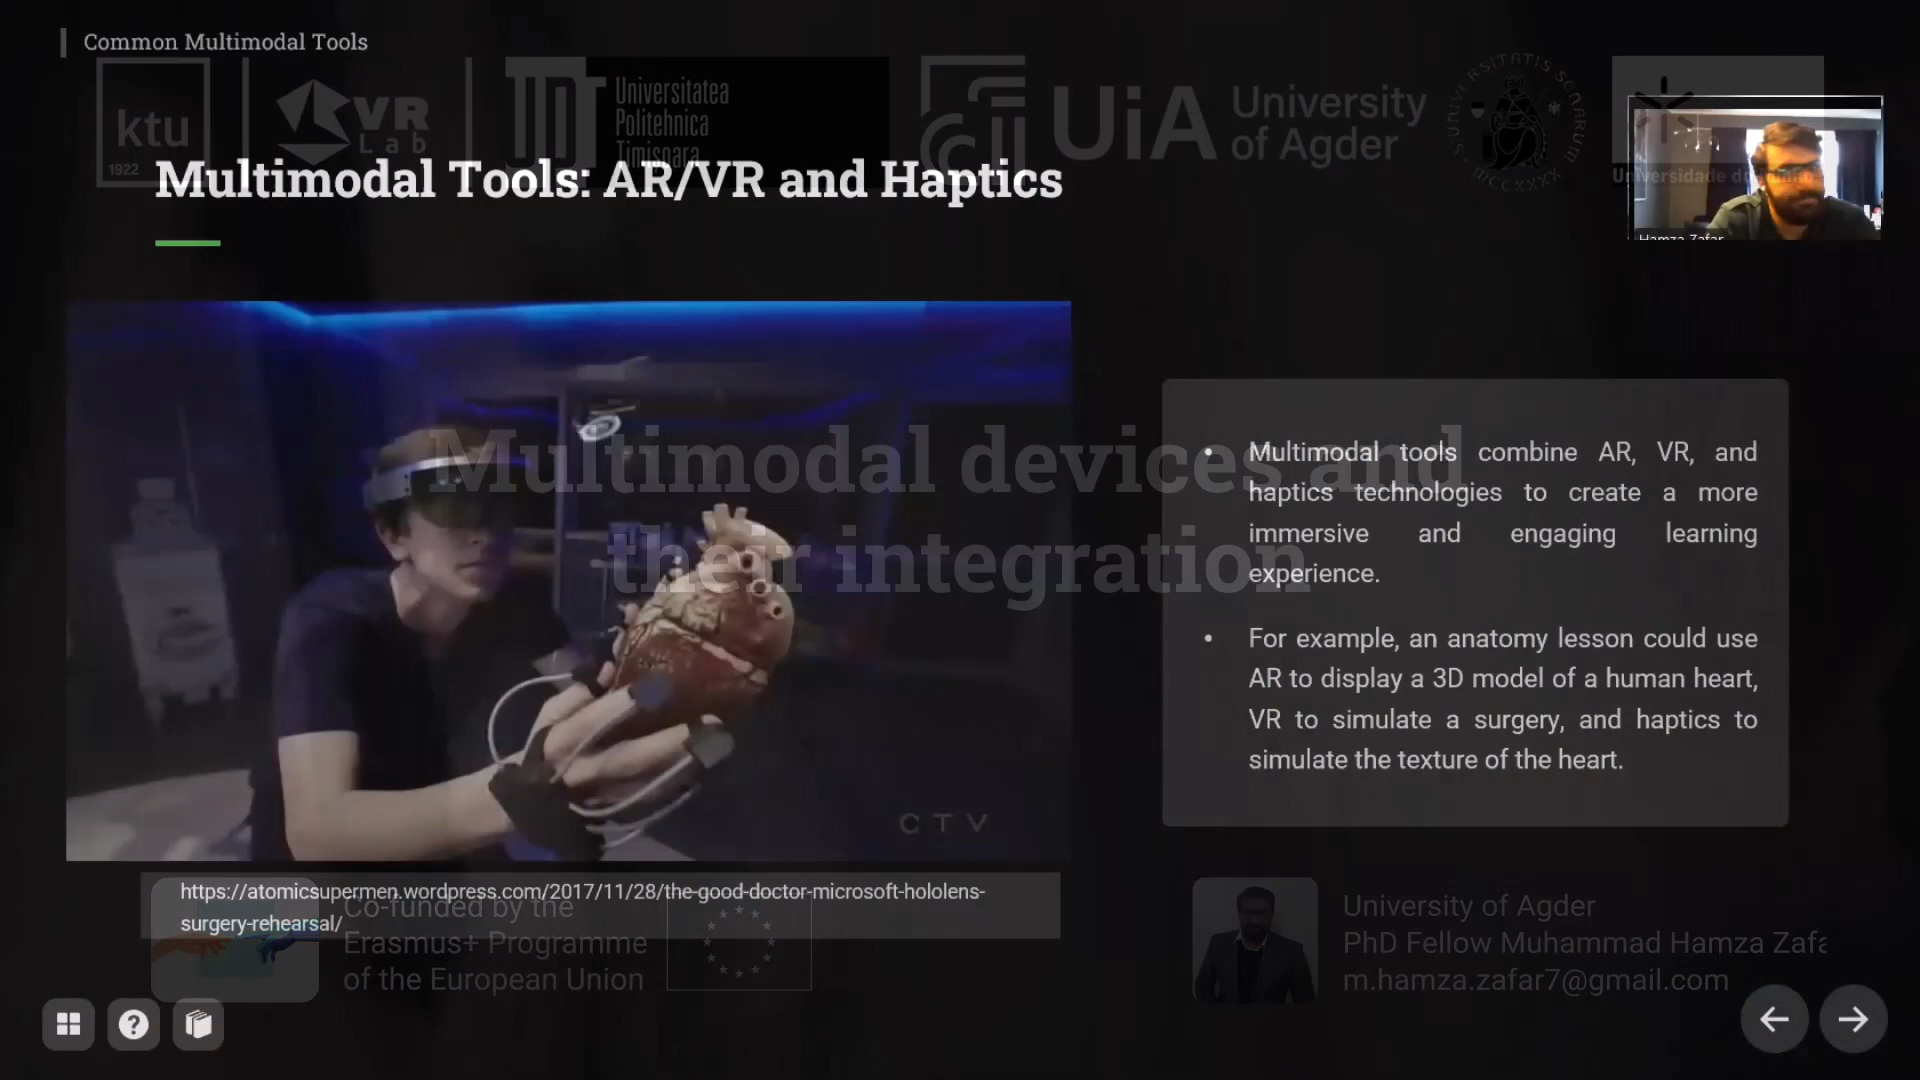 Common Multimodal Tools
ktu
1922
VR
Lab
Universitatea
Politehnica
Timișoara
UiA University
of Agder
Multimodal Tools: AR/VR and Haptics
Universidade do
Hamza Zafar
Multimodal devices and
their integration
CTV
• Multimodal tools combine AR, VR, and
haptics technologies to create a more
immersive and engaging learning
experience.
• For example, an anatomy lesson could use
AR to display a 3D model of a human heart,
VR to simulate a surgery, and haptics to
simulate the texture of the heart.
https://atomicsupermen.wordpress.com/2017/11/28/the-good-doctor-microsoft-hololens-
surgery-rehearsal/
Co-funded by the
Erasmus+ Programme
of the European Union
University of Agder
PhD Fellow Muhammad Hamza Zafa
m.hamza.zafar7@gmail.com